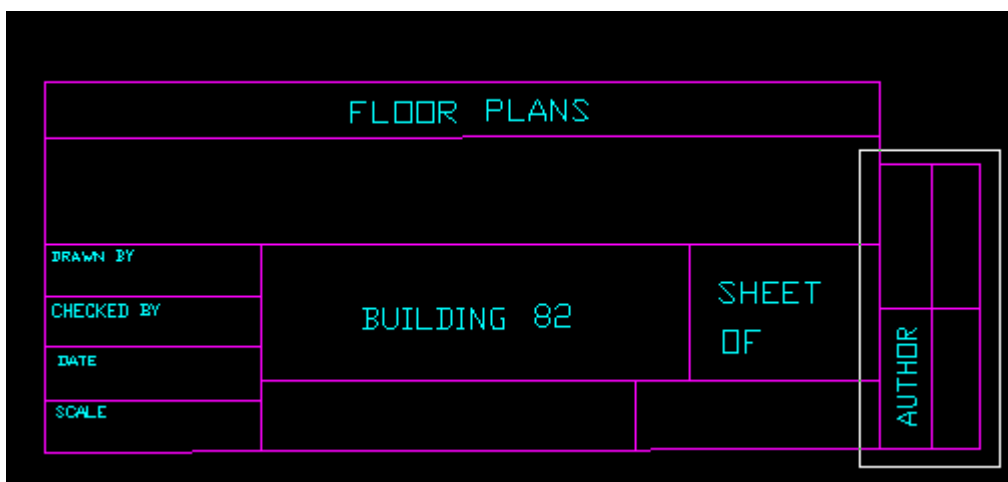 FLOOR PLANS
DRAWN BY
CHECKED BY
DATE
SCALE
BUILDING 82
SHEET
OF
AUTHOR